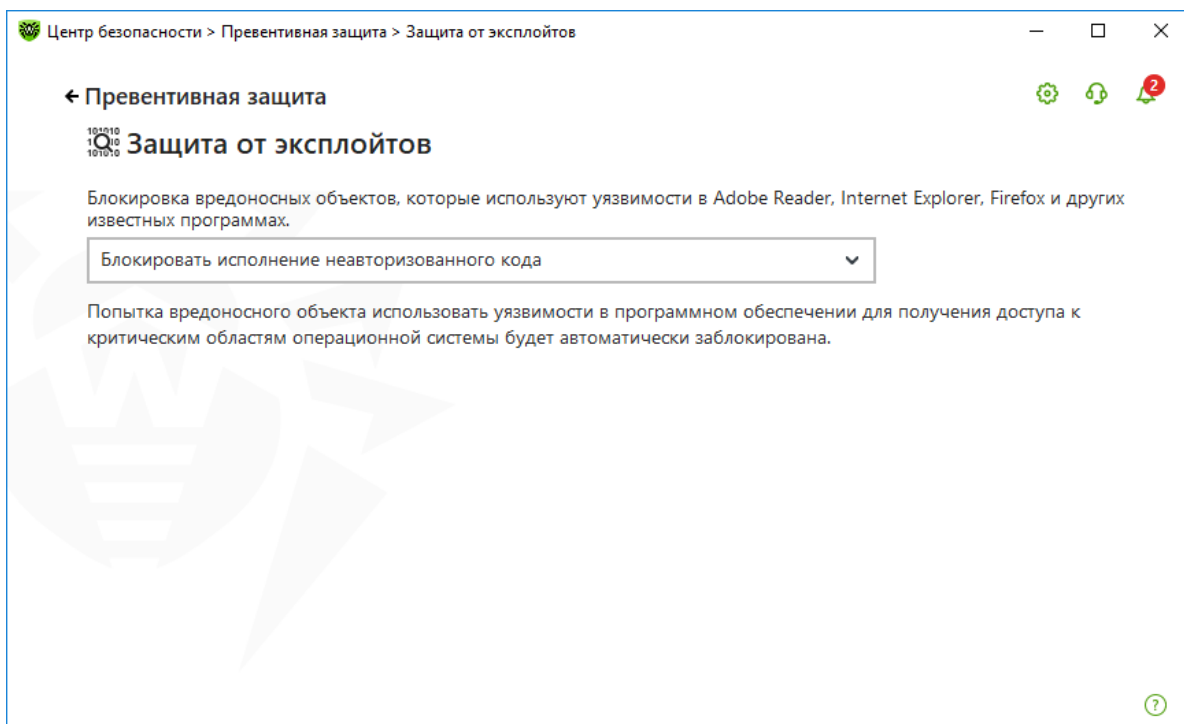 Центр безопасности > Превентивная защита > Защита от эксплойтов
Превентивная защита
2
Защита от эксплойтов
Блокировка вредоносных объектов, которые используют уязвимости в Adobe Reader, Internet Explorer, Firefox и других
известных программах.
Блокировать исполнение неавторизованного кода
Попытка вредоносного объекта использовать уязвимости в программном обеспечении для получения доступа к
критическим областям операционной системы будет автоматически заблокирована.
?